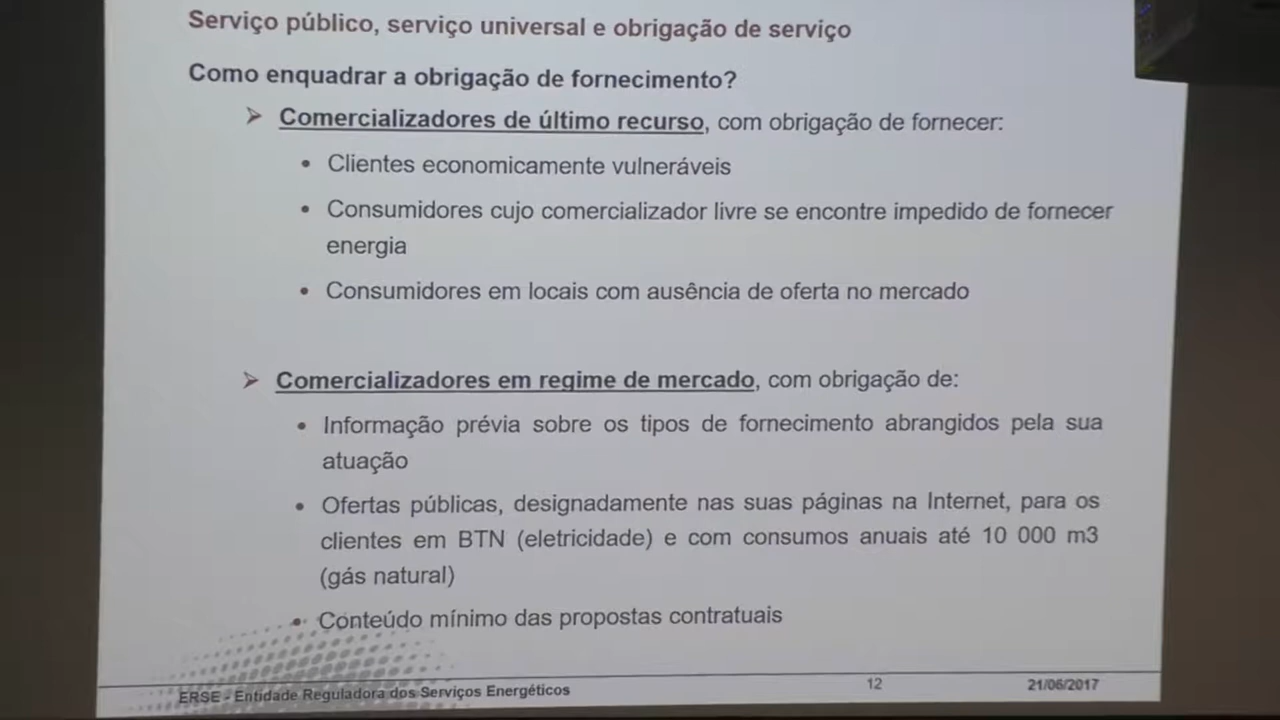 Serviço público, serviço universal e obrigação de serviço
Como enquadrar a obrigação de fornecimento?
➢ Comercializadores de último recurso, com obrigação de fornecer:
• Clientes economicamente vulneráveis
• Consumidores cujo comercializador livre se encontre impedido de fornecer
energia
• Consumidores em locais com ausência de oferta no mercado
➢ Comercializadores em regime de mercado, com obrigação de:
• Informação prévia sobre os tipos de fornecimento abrangidos pela sua
atuação
• Ofertas públicas, designadamente nas suas páginas na Internet, para os
clientes em BTN (eletricidade) e com consumos anuais até 10 000 m3
(gás natural)
• Conteúdo mínimo das propostas contratuais
ERSE - Entidade Reguladora dos Serviços Energéticos 12 21/06/2017